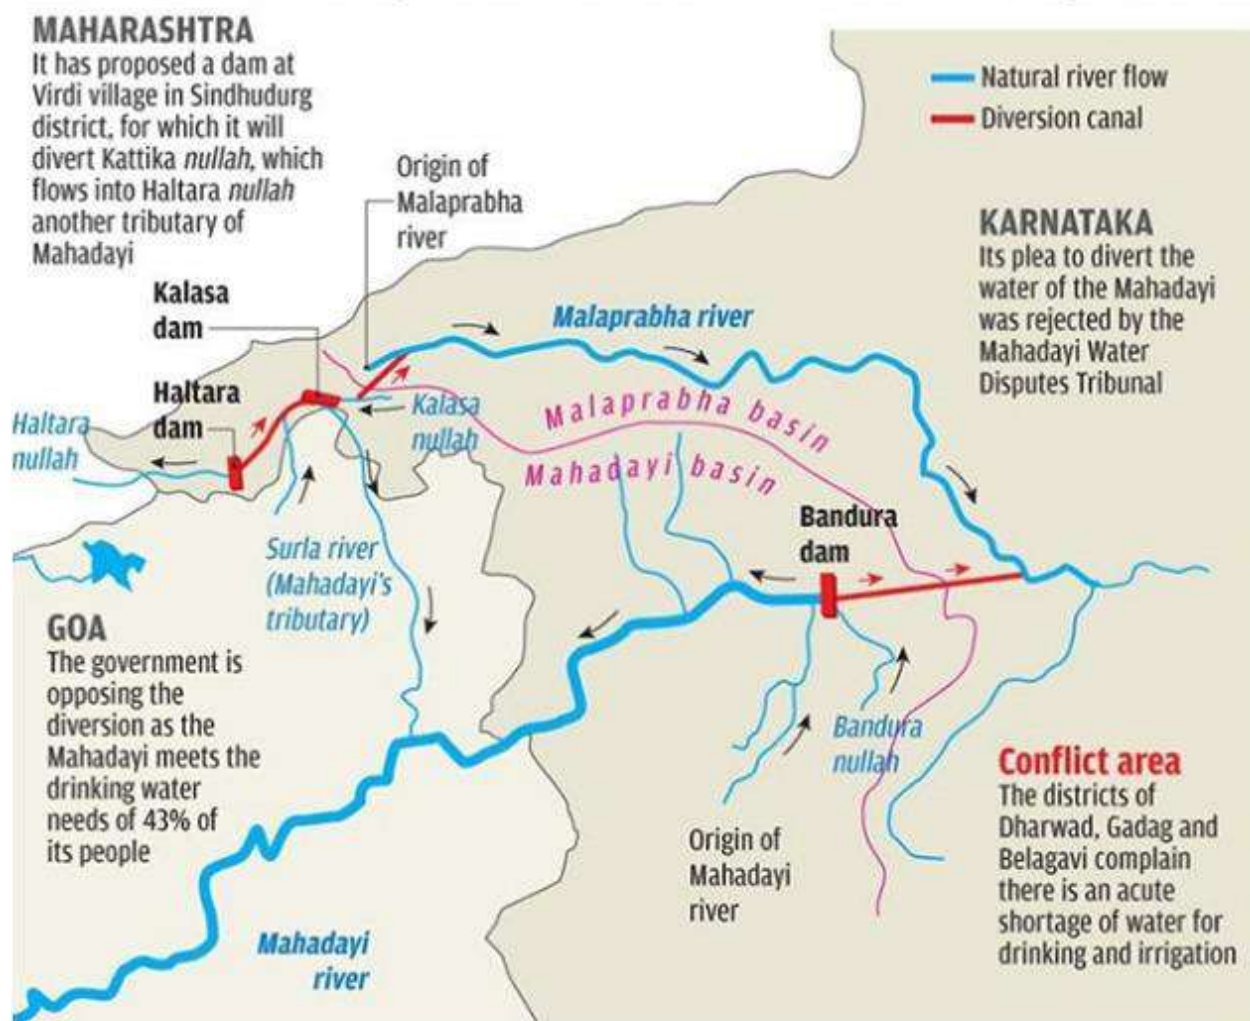 MAHARASHTRA
It has proposed a dam at
Virdi village in Sindhudurg
district, for which it will
divert Kattika nullah, which
flows into Haltara nullah
another tributary of
Mahadayi
Natural river flow
Diversion canal
Origin of
Malaprabha
river
KARNATAKA
Its plea to divert the
water of the Mahadayi
was rejected by the
Mahadayi Water
Disputes Tribunal
Kalasa
dam
Malaprabha river
Haltara
dam
Haltara
nullah
Kalasa
nullah
Malaprabha basin
Mahadayi basin
Bandura
dam
Surla river
(Mahadayi's
tributary)
GOA
The government is
opposing the
diversion as the
Mahadayi meets the
drinking water
needs of 43% of
its people
Bandura
nullah
Conflict area
The districts of
Dharwad, Gadag and
Belagavi complain
there is an acute
shortage of water for
drinking and irrigation
Origin of
Mahadayi
river
Mahadayi
river